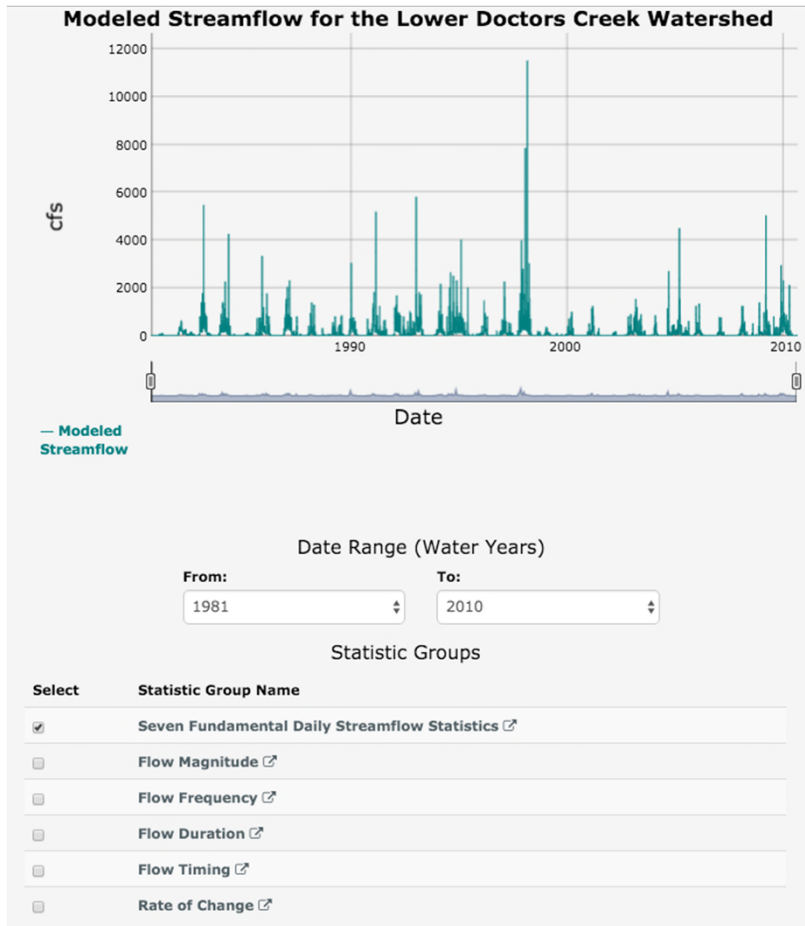 Modeled Streamflow for the Lower Doctors Creek Watershed
12000
10000
8000
6000
4000
2000
0
cfs
1990
2000
2010
Date
— Modeled
Streamflow
Date Range (Water Years)
From:
To:
1981
2010
Statistic Groups
Select
Statistic Group Name
Seven Fundamental Daily Streamflow Statistics
Flow Magnitude
Flow Frequency
Flow Duration
Flow Timing
Rate of Change